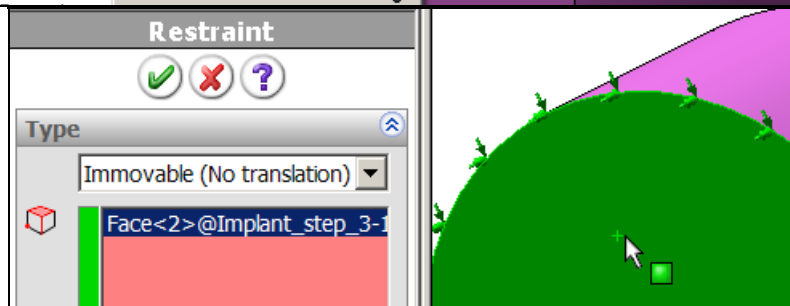 Restraint
?
Type
Immovable (No translation)
Face<2>@Implant_step_3-1